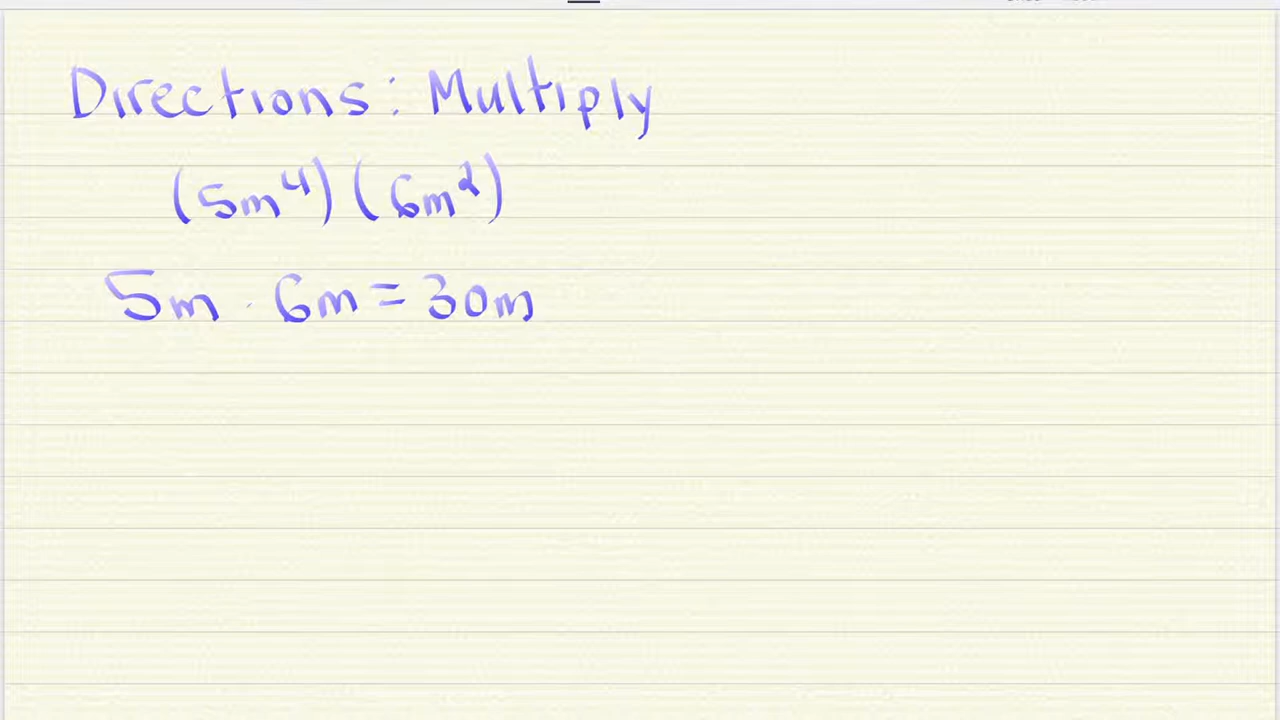 Directions: Multiply
(5m⁴)(6m²)
5m · 6m = 30m